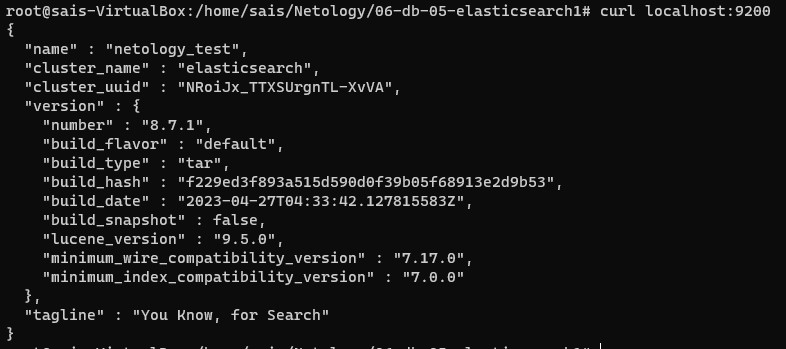 root@sais-VirtualBox:/home/sais/Netology/06-db-05-elasticsearch1# curl localhost:9200
{
  "name" : "netology_test",
  "cluster_name" : "elasticsearch",
  "cluster_uuid" : "NRoiJx_TTXSUrgnTL-XvVA",
  "version" : {
    "number" : "8.7.1",
    "build_flavor" : "default",
    "build_type" : "tar",
    "build_hash" : "f229ed3f893a515d590d0f39b05f68913e2d9b53",
    "build_date" : "2023-04-27T04:33:42.127815583Z",
    "build_snapshot" : false,
    "lucene_version" : "9.5.0",
    "minimum_wire_compatibility_version" : "7.17.0",
    "minimum_index_compatibility_version" : "7.0.0"
  },
  "tagline" : "You Know, for Search"
}